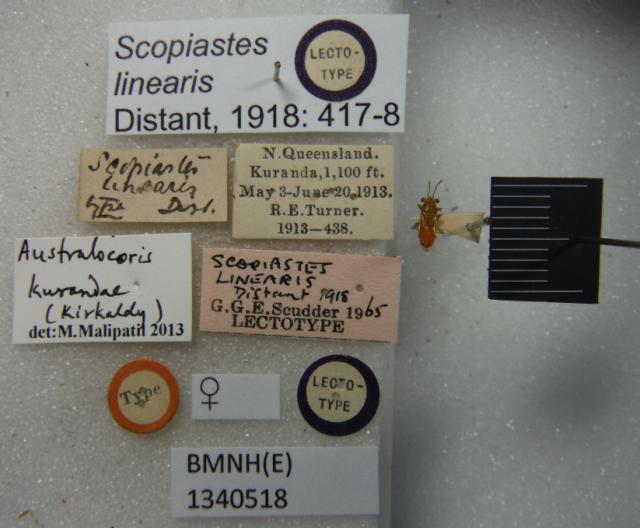 Scopiastes
linearis
Distant, 1918: 417-8
LECTO-
TYPE
Scopiastes
linearis
type Dist.
N. Queensland.
Kuranda, 1,100 ft.
May 3-June 20, 1913.
R.E. Turner.
1913—438.
Australocoris
kurandae
(Kirkaldy)
det:M.Malipatil 2013
SCOPIASTES
LINEARIS
Distant 1918
G.G.E. Scudder 1965
LECTOTYPE
Type
♀
LECTO-
TYPE
BMNH(E)
1340518